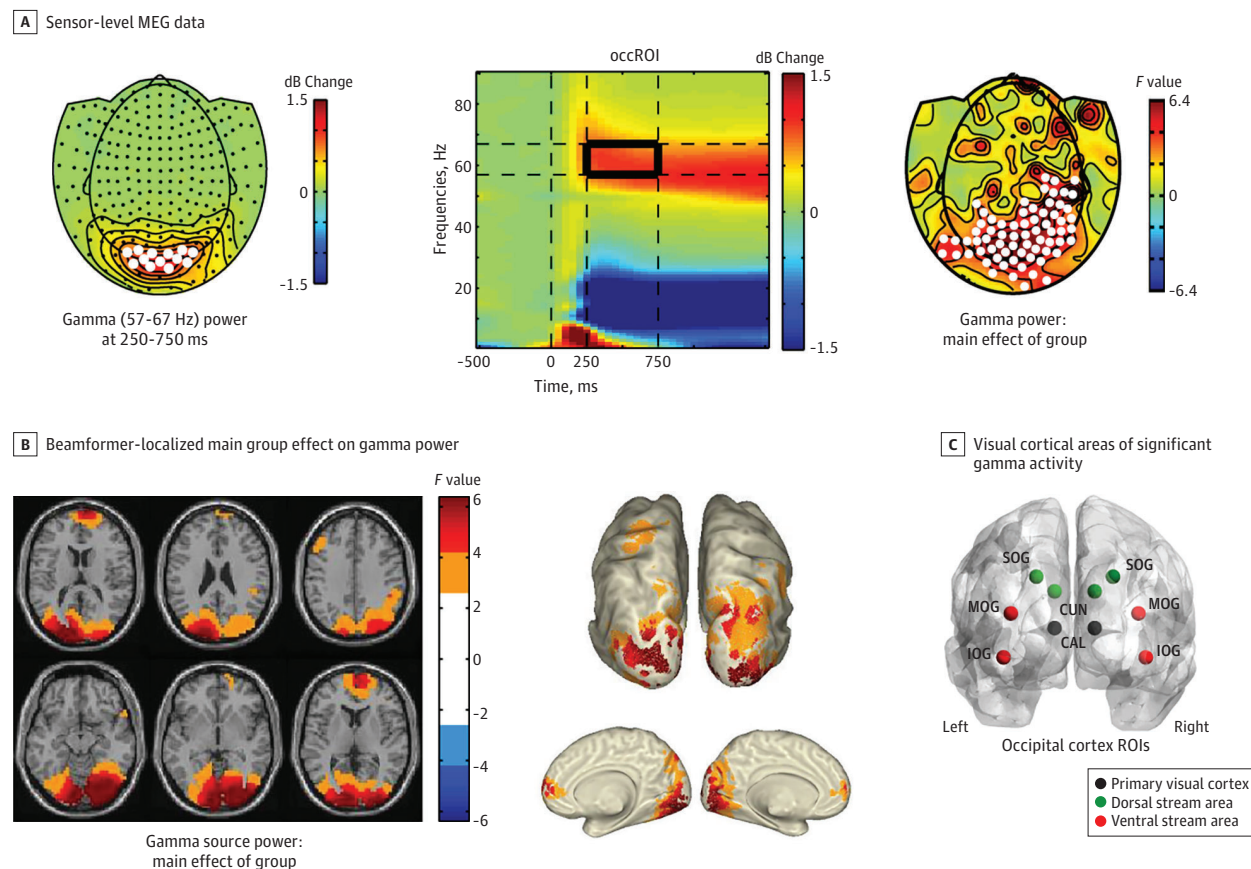 A Sensor-level MEG data
dB Change
1.5
0
-1.5
Gamma (57-67 Hz) power
at 250-750 ms
occROI
Frequencies, Hz
80
60
40
20
-500 0 250 750
Time, ms
dB Change
1.5
0
-1.5
F value
6.4
0
-6.4
Gamma power:
main effect of group
B Beamformer-localized main group effect on gamma power
F value
6
4
2
0
-2
-4
-6
Gamma source power:
main effect of group
C Visual cortical areas of significant
gamma activity
SOG SOG
MOG CUN MOG
CAL
IOG IOG
Left Right
Occipital cortex ROIs
Primary visual cortex
Dorsal stream area
Ventral stream area